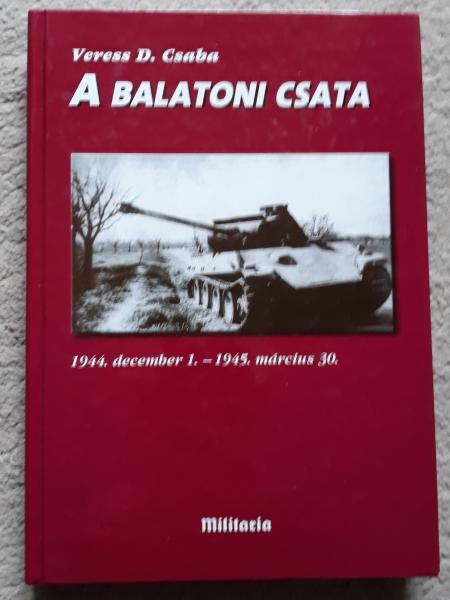 Veress D. Csaba
A BALATONI CSATA
1944. december 1. – 1945. március 30.
Militaria